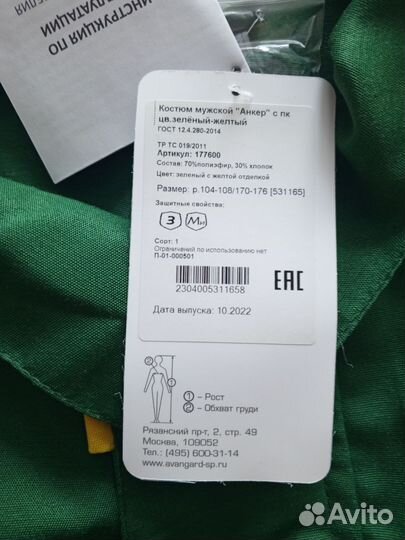 ИНСТРУКЦИЯ ПО
Костюм мужской "Анкер" с пк
цв.зелёный-желтый
ГОСТ 12.4.280-2014
ТР ТС 019/2011
Артикул: 177600
Состав: 70%полиэфир, 30% хлопок
Цвет: зеленый с желтой отделкой
Размер: р.104-108/170-176 [531165]
Защитные свойства:
З Ми
Сорт: 1
Ограничений по использованию нет
П-01-000501
2304005311658
EAC
Дата выпуска: 10.2022
2
1
1 – Рост
2 – Обхват груди
Рязанский пр-т, 2, стр. 49
Москва, 109052
Тел.: (495) 600-31-14
www.avangard-sp.ru
Avito